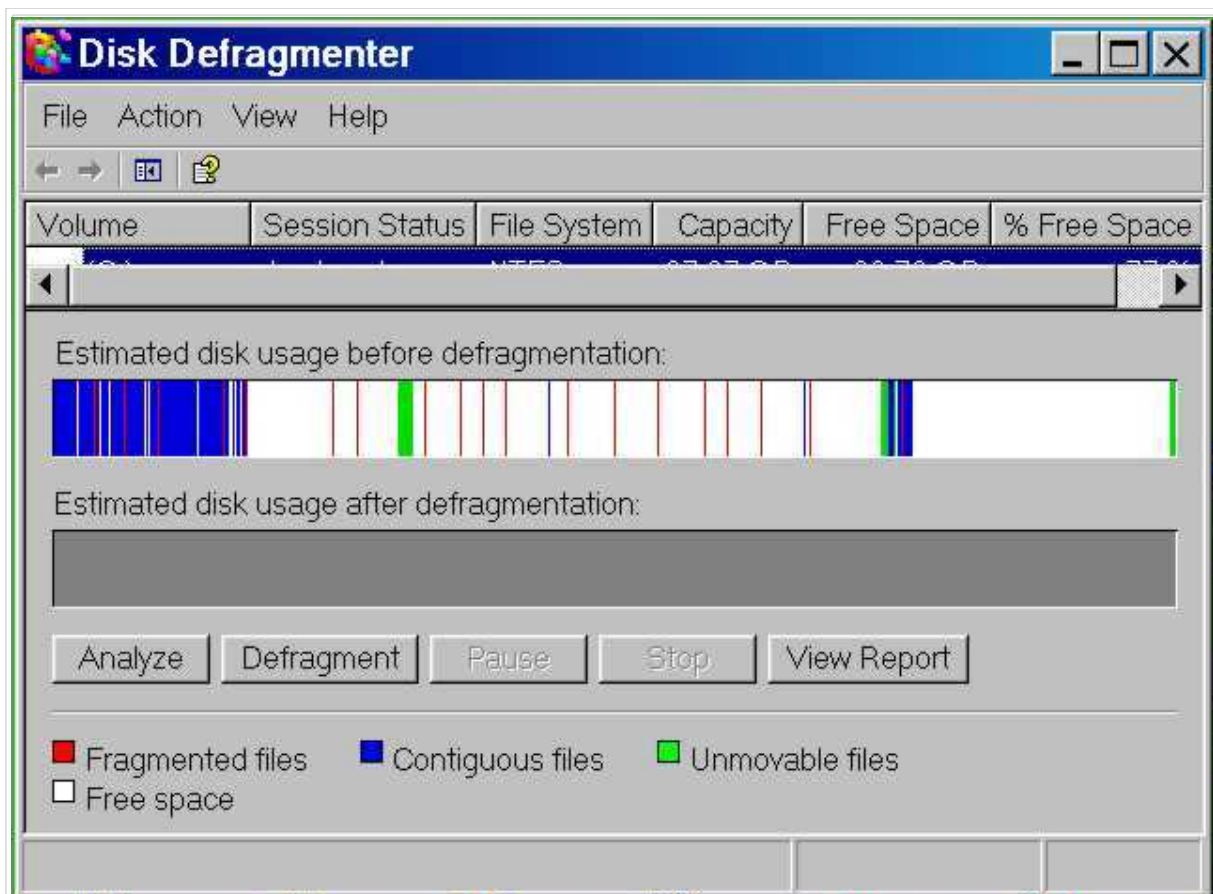 Disk Defragmenter
File Action View Help
Volume Session Status File System Capacity Free Space % Free Space
Estimated disk usage before defragmentation:
Estimated disk usage after defragmentation:
Analyze Defragment Pause Stop View Report
Fragmented files Contiguous files Unmovable files
Free space